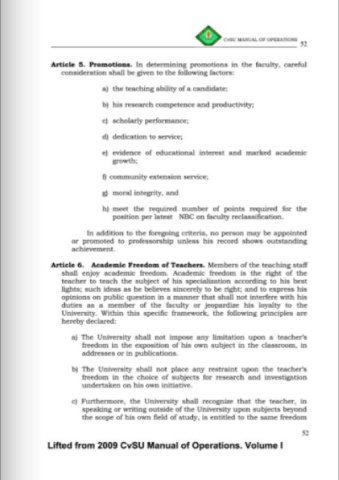 CvSU MANUAL OF OPERATIONS
52
Article 5. Promotions. In determining promotions in the faculty, careful
consideration shall be given to the following factors:
a) the teaching ability of a candidate;
b) his research competence and productivity;
c) scholarly performance;
d) dedication to service;
e) evidence of educational interest and marked academic
growth;
f) community extension service;
g) moral integrity, and
h) meet the required number of points required for the
position per latest NBC on faculty reclassification.
In addition to the foregoing criteria, no person may be appointed
or promoted to professorship unless his record shows outstanding
achievement.
Article 6. Academic Freedom of Teachers. Members of the teaching staff
shall enjoy academic freedom. Academic freedom is the right of the
teacher to teach the subject of his specialization according to his best
lights; such ideas as he believes sincerely to be right; and to express his
opinions on public question in a manner that shall not interfere with his
duties as a member of the faculty or jeopardize his loyalty to the
University. Within this specific framework, the following principles are
hereby declared:
a) The University shall not impose any limitation upon a teacher's
freedom in the exposition of his own subject in the classroom, in
addresses or in publications.
b) The University shall not place any restraint upon the teacher's
freedom in the choice of subjects for research and investigation
undertaken on his own initiative.
c) Furthermore, the University shall recognize that the teacher, in
speaking or writing outside of the University upon subjects beyond
the scope of his own field of study, is entitled to the same freedom
52
Lifted from 2009 CvSU Manual of Operations. Volume I